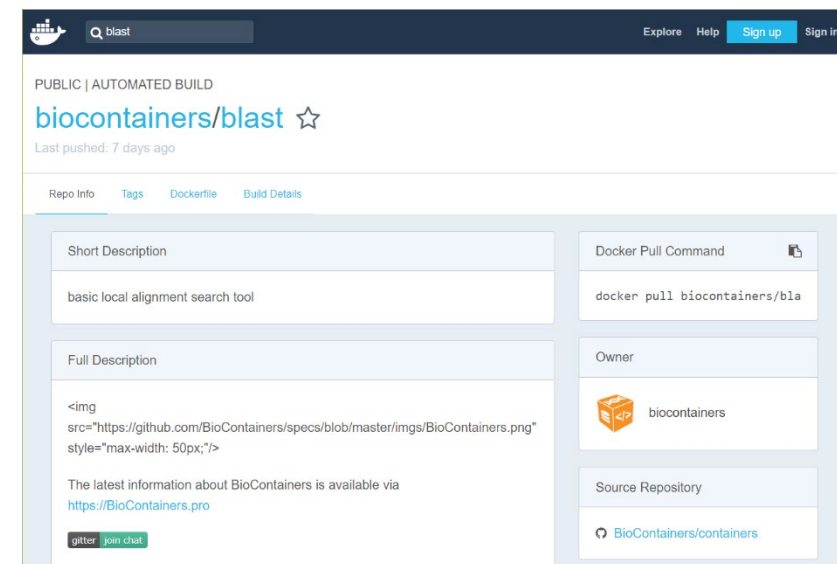 blast
Explore Help Sign up Sign in
PUBLIC | AUTOMATED BUILD
biocontainers/blast
Last pushed: 7 days ago
Repo Info Tags Dockerfile Build Details
Short Description
basic local alignment search tool
Full Description
<img
src="https://github.com/BioContainers/specs/blob/master/imgs/BioContainers.png"
style="max-width: 50px;"/>
The latest information about BioContainers is available via
https://BioContainers.pro
gitter join chat
Docker Pull Command
docker pull biocontainers/bla
Owner
biocontainers
Source Repository
BioContainers/containers